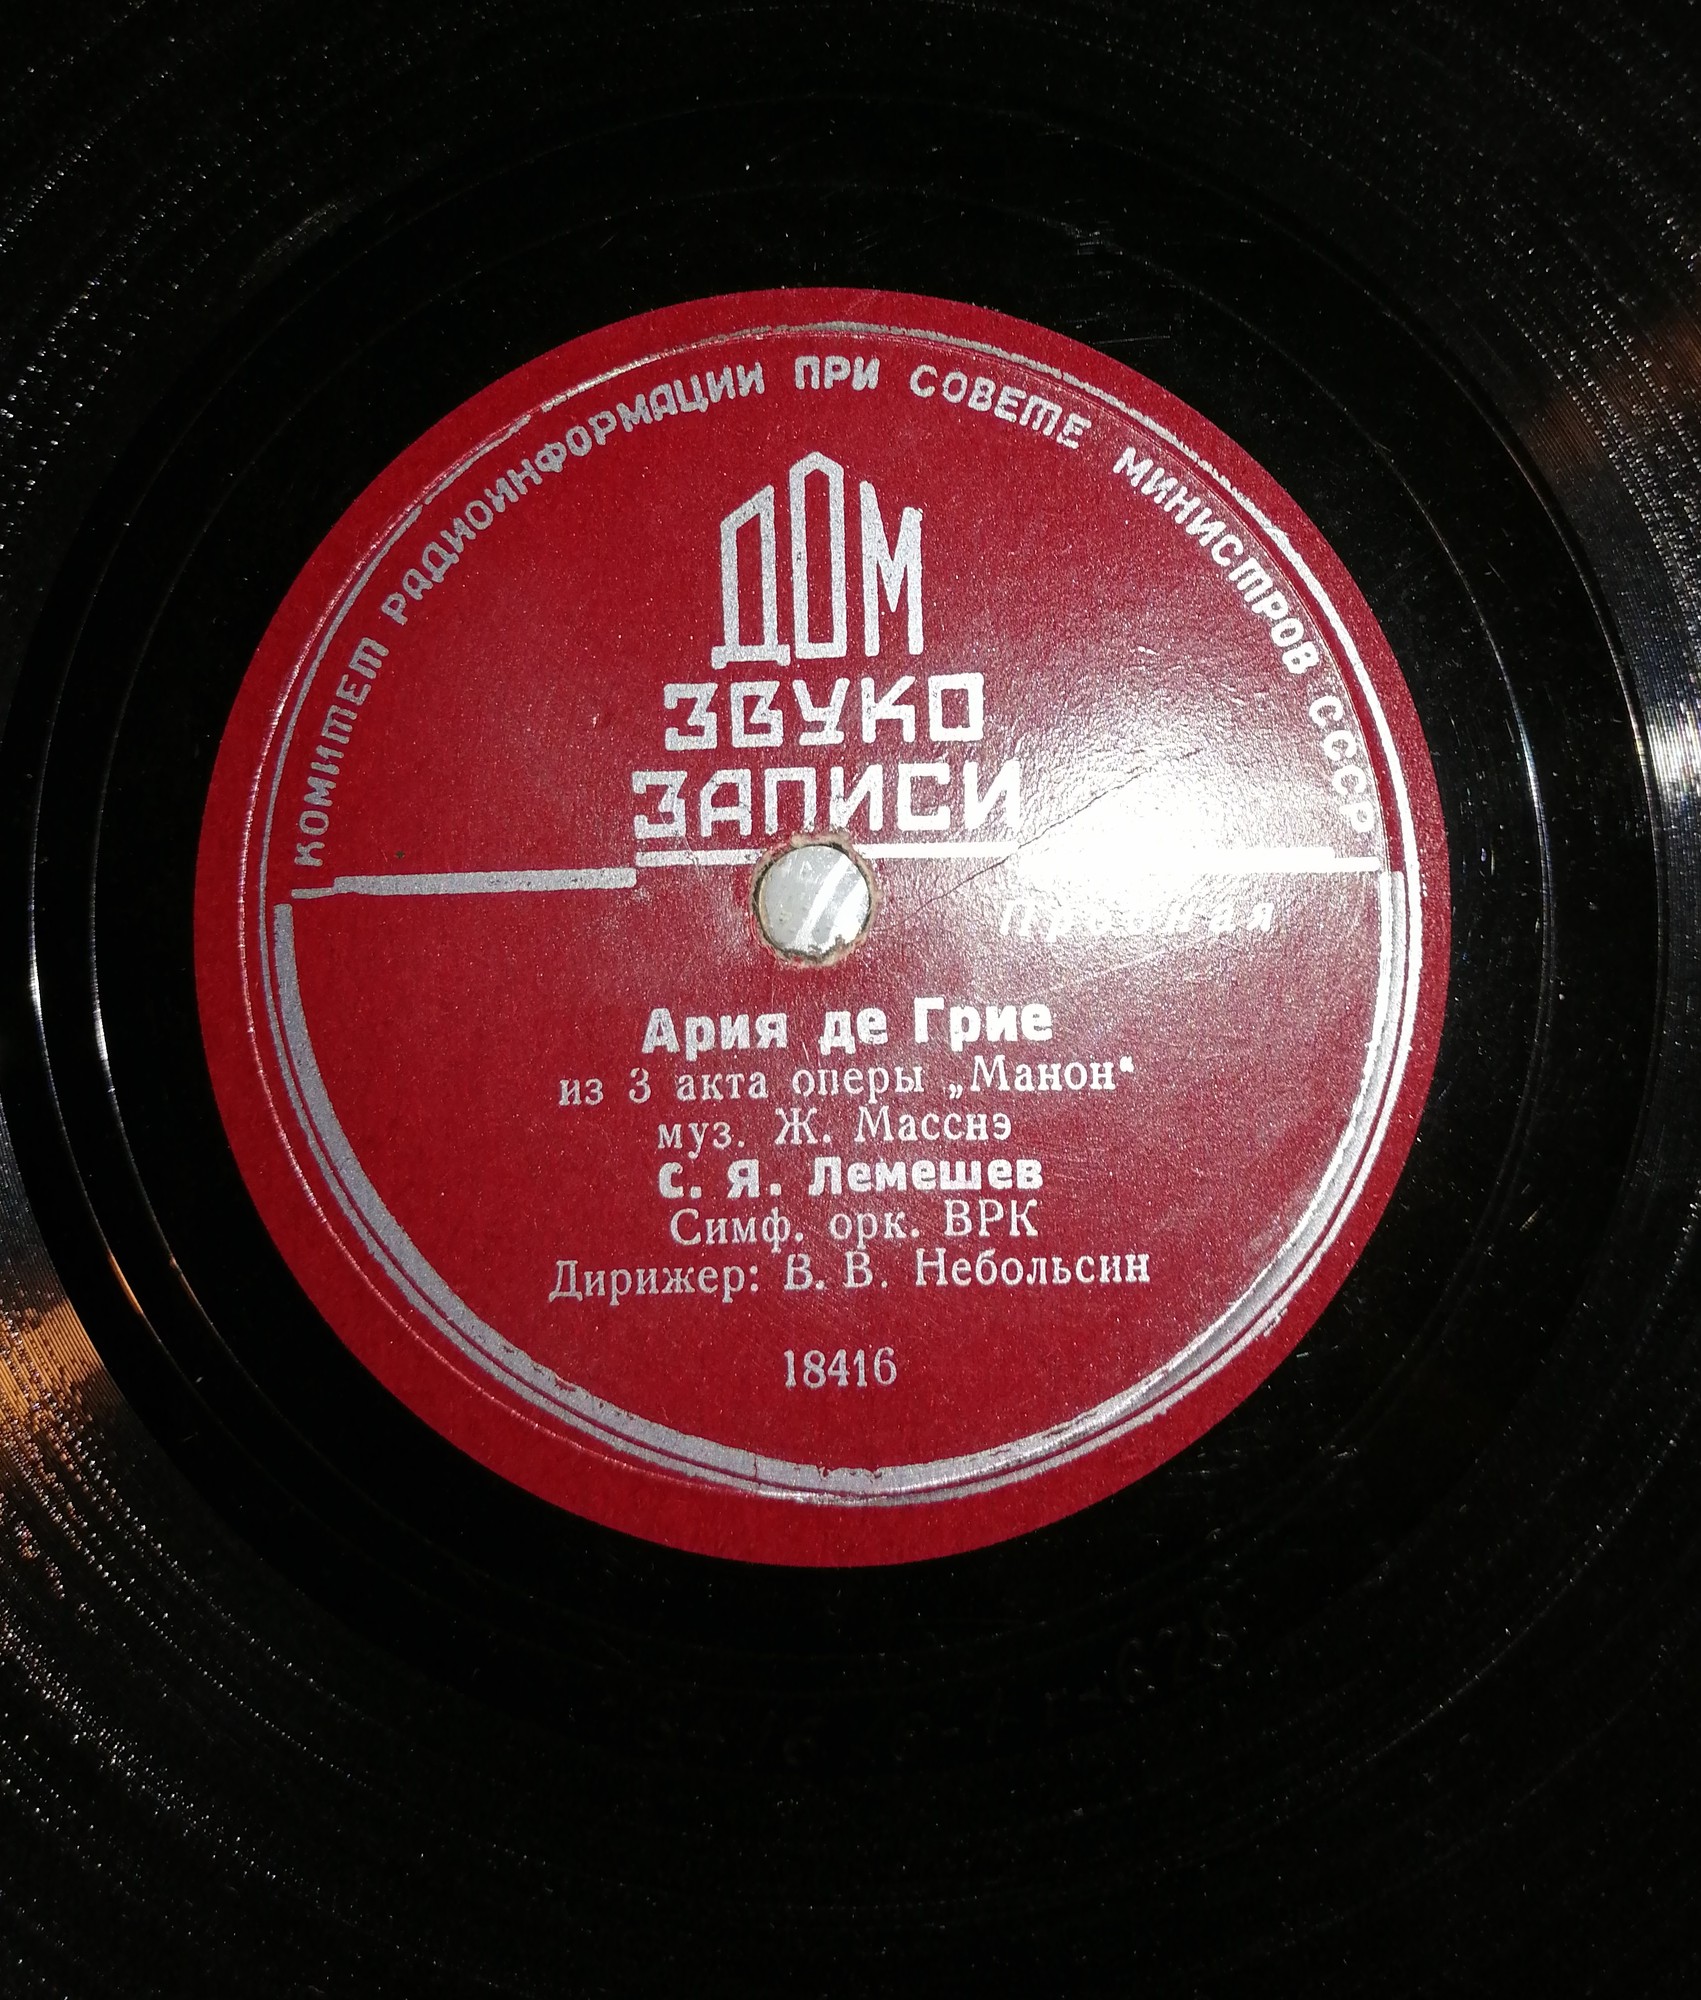 КОМИТЕТ РАДИОИНФОРМАЦИИ ПРИ СОВЕТЕ МИНИСТРОВ СССР
ДОМ
ЗВУКО
ЗАПИСИ
Пробная
Ария де Грие
из 3 акта оперы „Манон“
муз. Ж. Масснэ
С. Я. Лемешев
Симф. орк. ВРК
Дирижер: В. В. Небольсин
18416